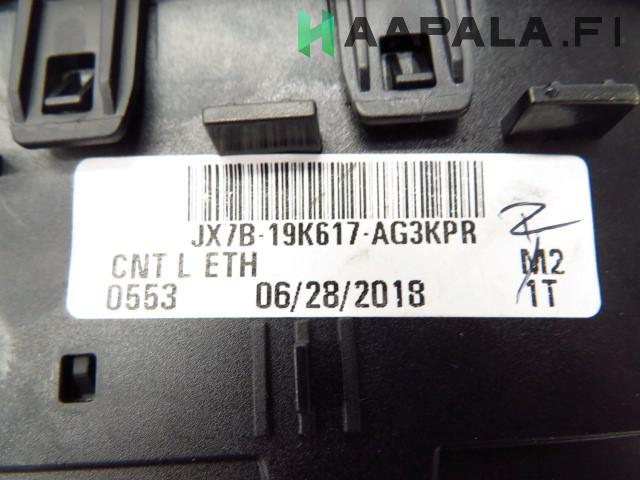 HAAPALA.FI
JX7B-19K617-AG3KPR
CNT L ETH M2
0553 06/28/2018 1T